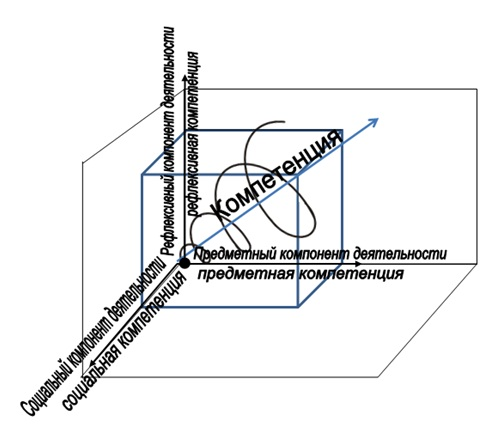 Рефлексивный компонент деятельности
рефлексивная компетенция
Компетенция
Предметный компонент деятельности
предметная компетенция
Социальный компонент деятельности
социальная компетенция